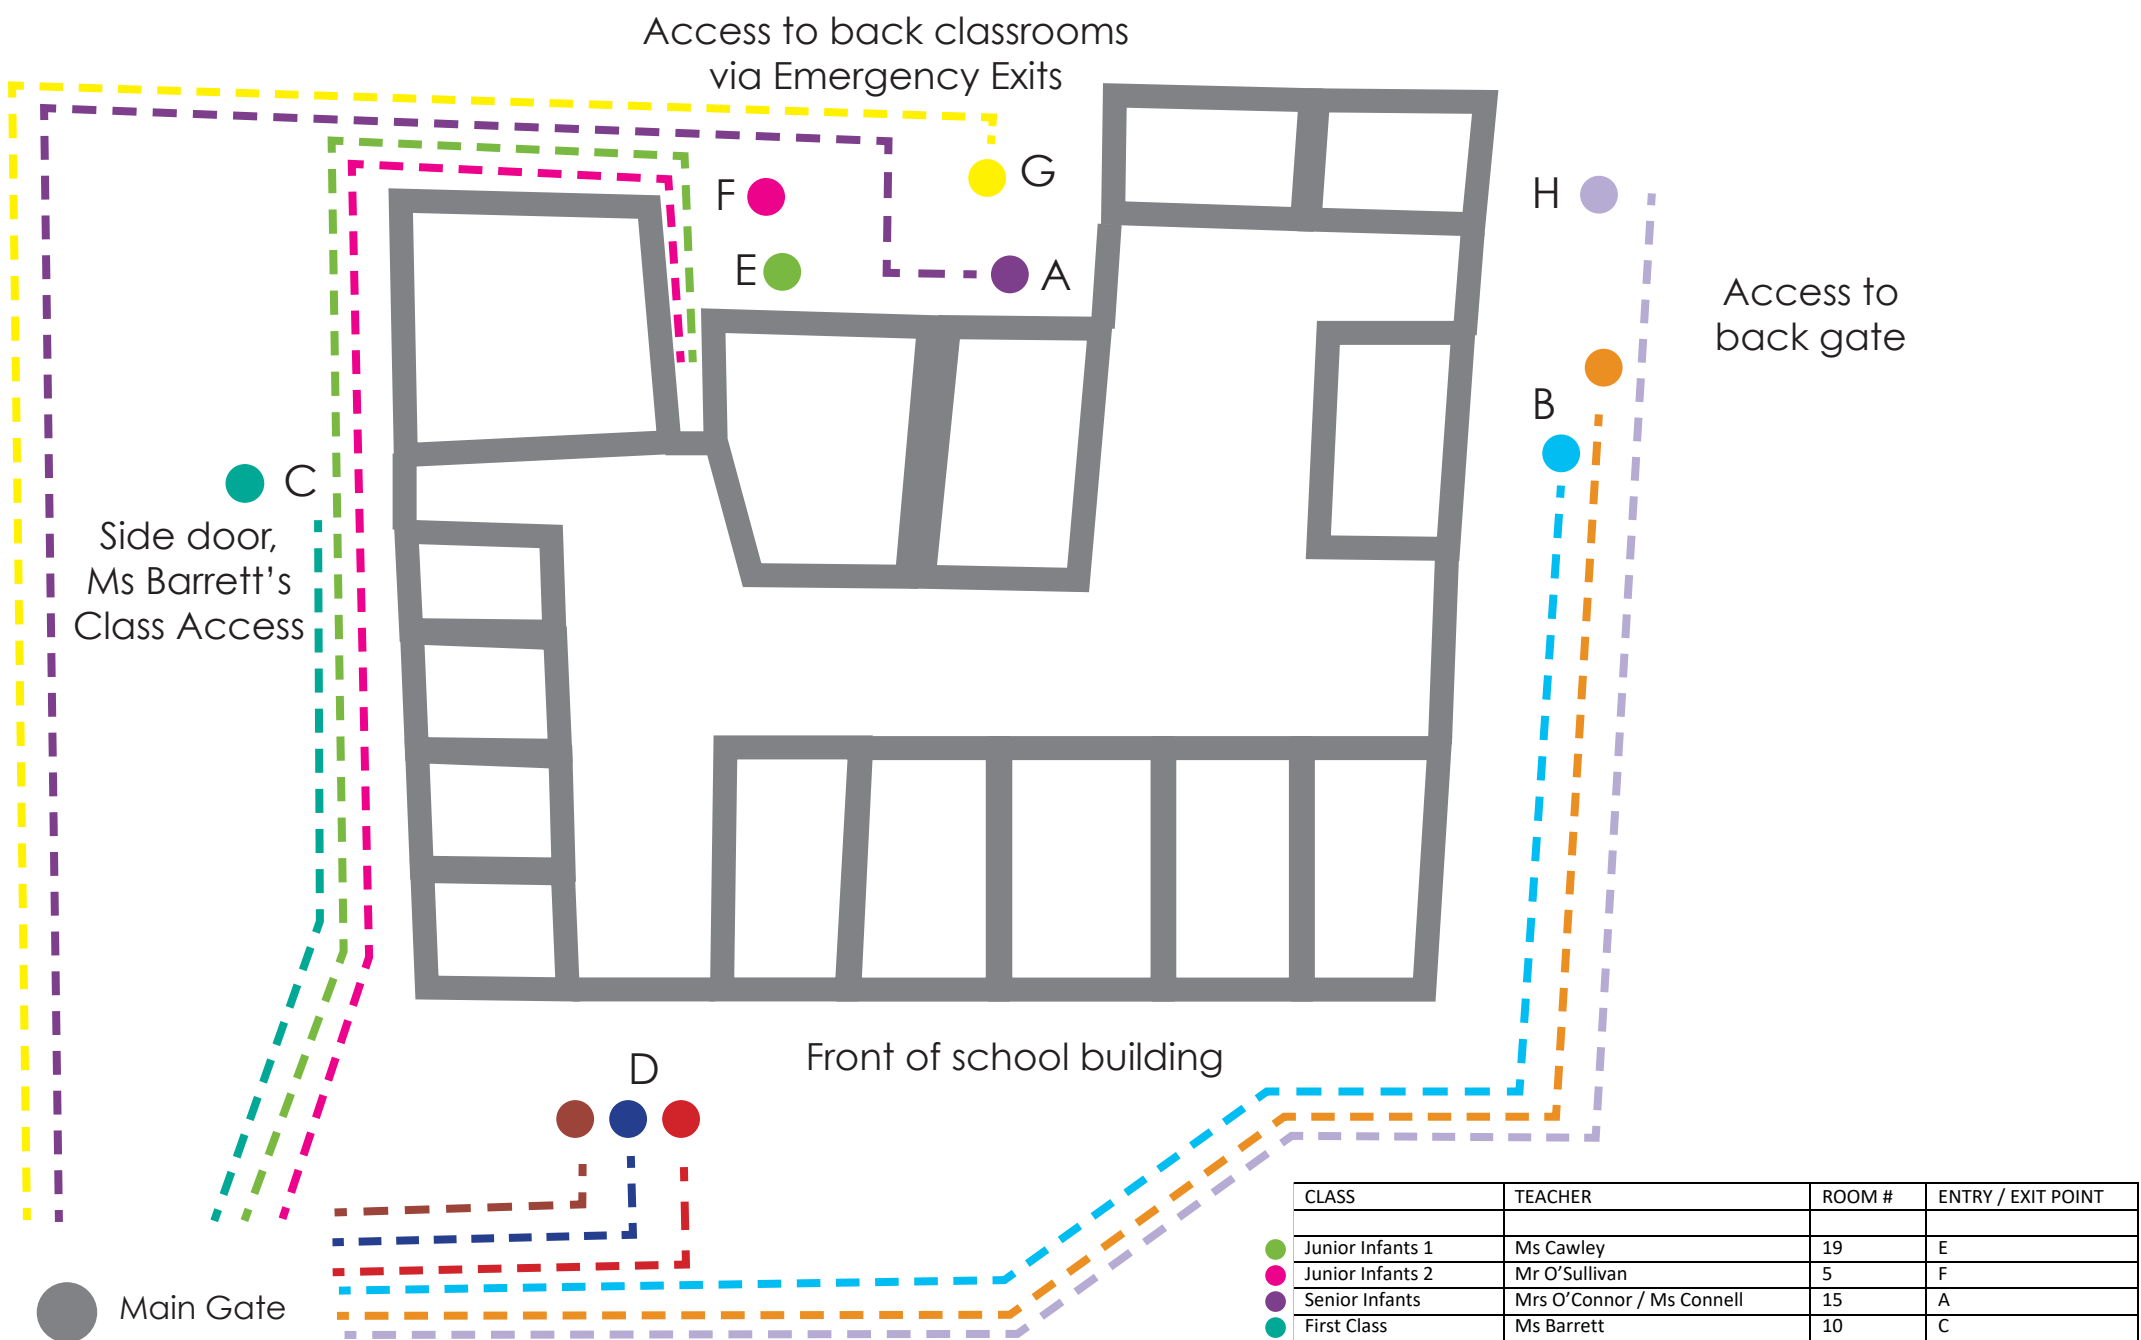 Access to back classrooms
via Emergency Exits
G
F
H
E
A
Access to
back gate
B
C
Side door,
Ms Barrett's
Class Access
Front of school building
D
Main Gate
CLASS TEACHER ROOM # ENTRY / EXIT POINT
Junior Infants 1 Ms Cawley 19 E
Junior Infants 2 Mr O'Sullivan 5 F
Senior Infants Mrs O'Connor / Ms Connell 15 A
First Class Ms Barrett 10 C